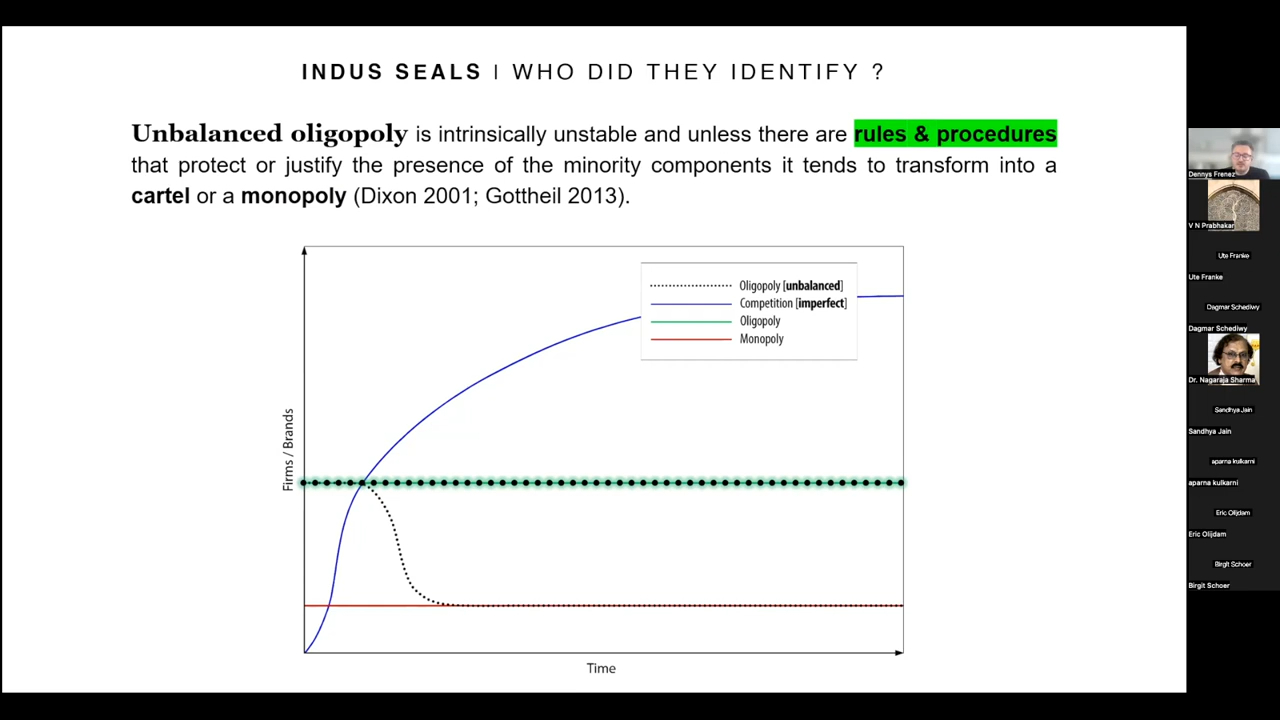 INDUS SEALS | WHO DID THEY IDENTIFY ?
Unbalanced oligopoly is intrinsically unstable and unless there are rules & procedures
that protect or justify the presence of the minority components it tends to transform into a
cartel or a monopoly (Dixon 2001; Gottheil 2013).
Oligopoly [unbalanced]
Competition [imperfect]
Oligopoly
Monopoly
Firms / Brands
Time
Dennys Frenez
V N Prabhakar
Ute Franke
Ute Franke
Dagmar Schediwy
Dagmar Schediwy
Dr. Nagaraja Sharma
Sandhya Jain
Sandhya Jain
aparna kulkarni
aparna kulkarni
Eric Olijdam
Eric Olijdam
Birgit Schoer
Birgit Schoer